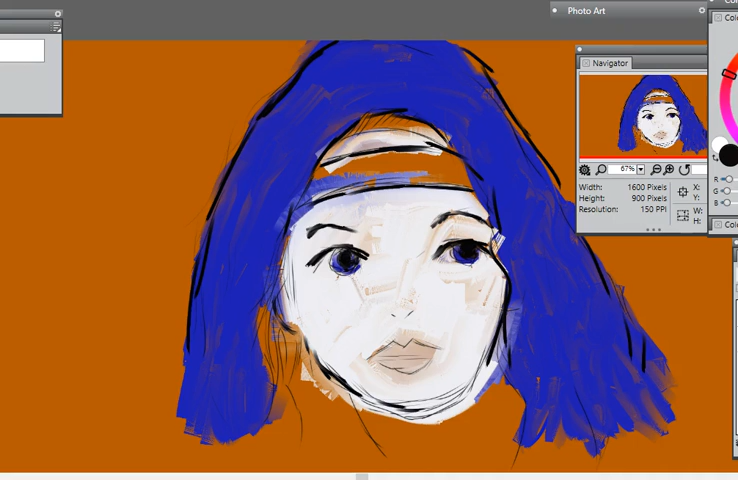 Photo Art
Navigator
67%
Width: 1600 Pixels
Height: 900 Pixels
Resolution: 150 PPI
X:
Y:
W:
H:
R
G
B